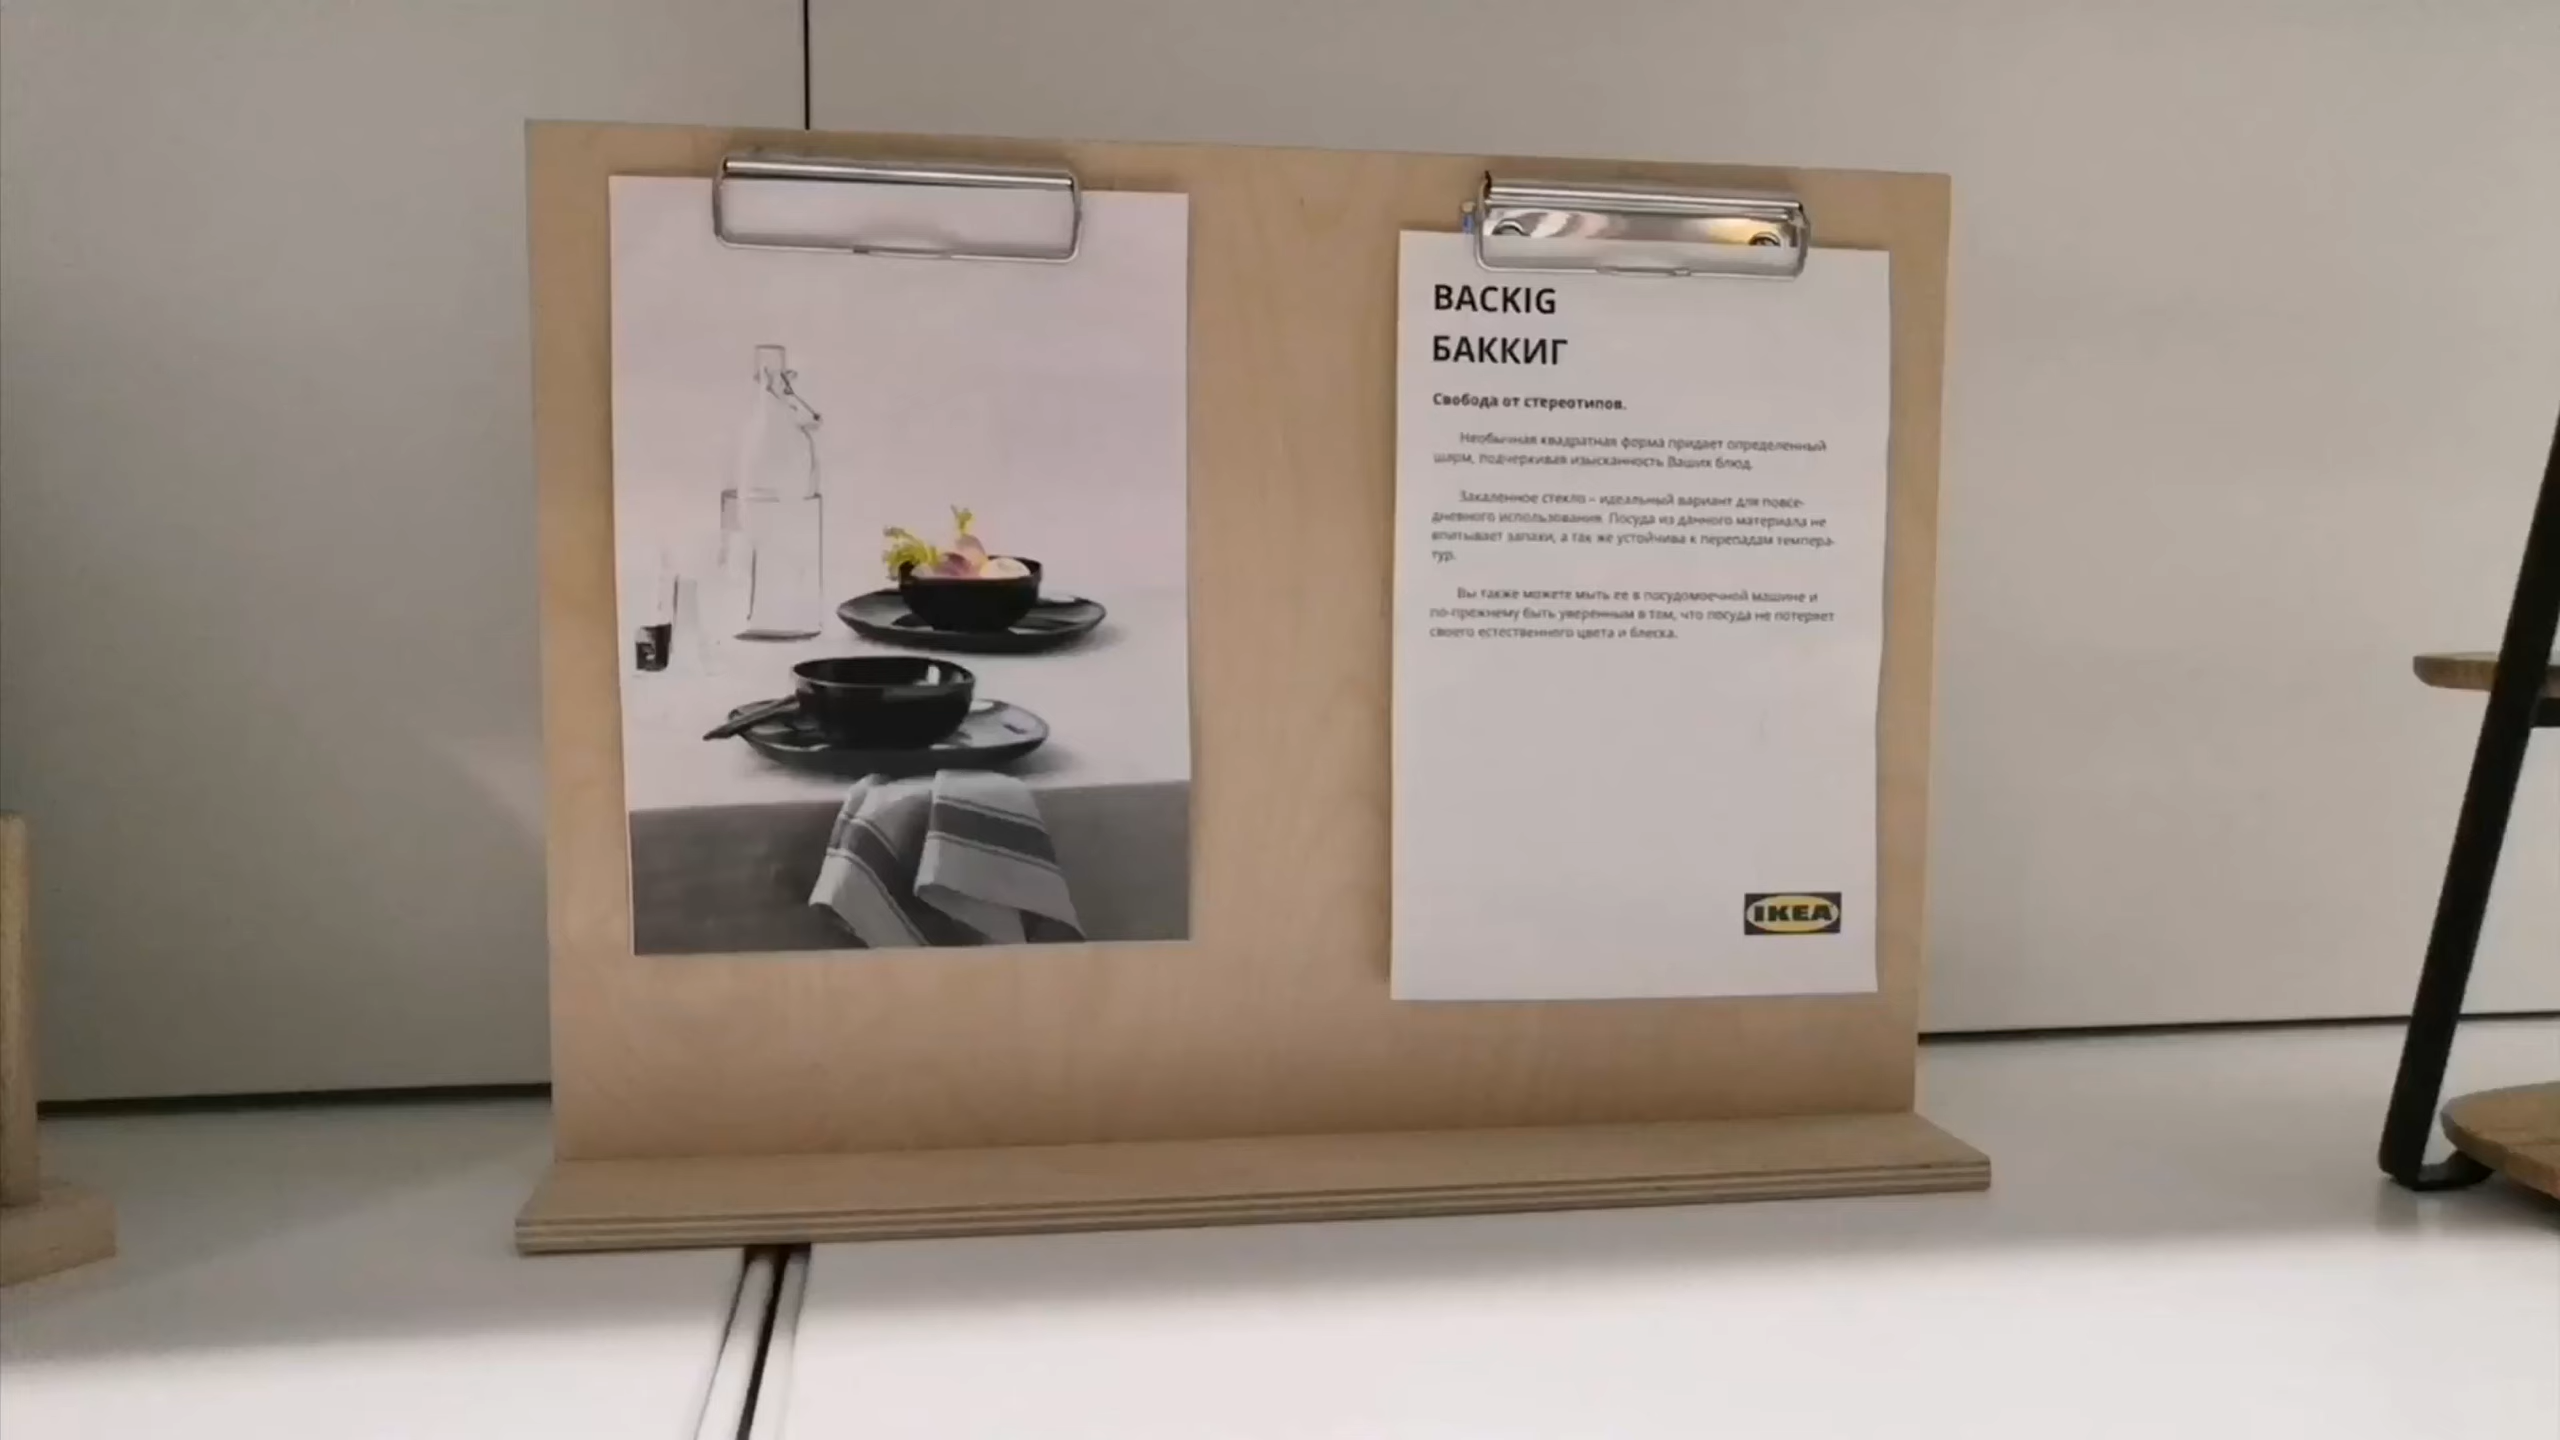 BACKIG
БАККИГ
Свобода от стереотипов.
Необычная квадратная форма придает определенный
шарм, подчеркивая изысканность Ваших блюд.
Закаленное стекло – идеальный вариант для повсе-
дневного использования. Посуда из данного материала не
впитывает запахи, а так же устойчива к перепадам темпера-
тур.
Вы также можете мыть ее в посудомоечной машине и
по-прежнему быть уверенным в том, что посуда не потеряет
своего естественного цвета и блеска.
IKEA